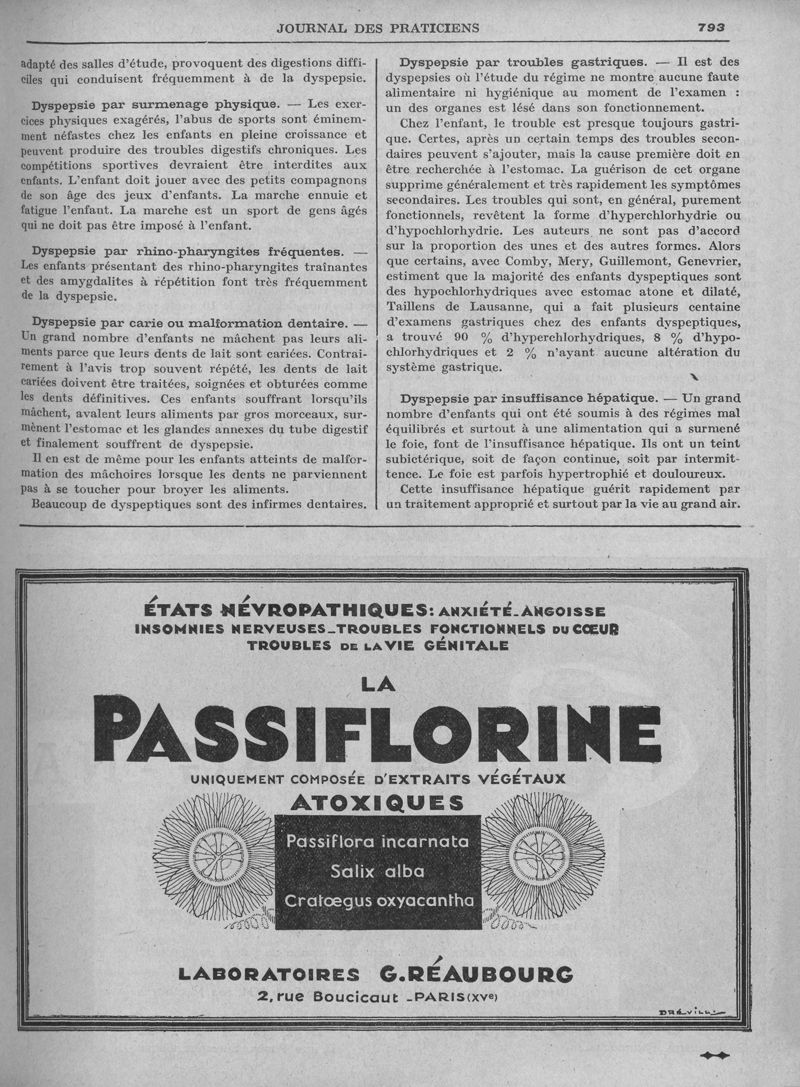 JOURNAL DES PRATICIENS 793
adapté des salles d'étude, provoquent des digestions diffi-
ciles qui conduisent fréquemment à de la dyspepsie.
Dyspepsie par surmenage physique. — Les exer-
cices physiques exagérés, l'abus de sports sont éminem-
ment néfastes chez les enfants en pleine croissance et
peuvent produire des troubles digestifs chroniques. Les
compétitions sportives devraient être interdites aux
enfants. L'enfant doit jouer avec des petits compagnons
de son âge des jeux d'enfants. La marche ennuie et
fatigue l'enfant. La marche est un sport de gens âgés
qui ne doit pas être imposé à l'enfant.
Dyspepsie par rhino-pharyngites fréquentes. —
Les enfants présentant des rhino-pharyngites traînantes
et des amygdalites à répétition font très fréquemment
de la dyspepsie.
Dyspepsie par carie ou malformation dentaire. —
Un grand nombre d'enfants ne mâchent pas leurs ali-
ments parce que leurs dents de lait sont cariées. Contrai-
rement à l'avis trop souvent répété, les dents de lait
cariées doivent être traitées, soignées et obturées comme
les dents définitives. Ces enfants souffrant lorsqu'ils
mâchent, avalent leurs aliments par gros morceaux, sur-
mènent l'estomac et les glandes annexes du tube digestif
et finalement souffrent de dyspepsie.
Il en est de même pour les enfants atteints de malfor-
mation des mâchoires lorsque les dents ne parviennent
pas à se toucher pour broyer les aliments.
Beaucoup de dyspeptiques sont des infirmes dentaires.
Dyspepsie par troubles gastriques. — Il est des
dyspepsies où l'étude du régime ne montre aucune faute
alimentaire ni hygiénique au moment de l'examen :
un des organes est lésé dans son fonctionnement.
Chez l'enfant, le trouble est presque toujours gastri-
que. Certes, après un certain temps des troubles secon-
daires peuvent s'ajouter, mais la cause première doit en
être recherchée à l'estomac. La guérison de cet organe
supprime généralement et très rapidement les symptômes
secondaires. Les troubles qui sont, en général, purement
fonctionnels, revêtent la forme d'hyperchlorhydrie ou
d'hypochlorhydrie. Les auteurs ne sont pas d'accord
sur la proportion des unes et des autres formes. Alors
que certains, avec Comby, Mery, Guillemont, Genevrier,
estiment que la majorité des enfants dyspeptiques sont
des hypochlorhydriques avec estomac atone et dilaté,
Taillens de Lausanne, qui a fait plusieurs centaine
d'examens gastriques chez des enfants dyspeptiques,
a trouvé 90 % d'hyperchlorhydriques, 8 % d'hypo-
chlorhydriques et 2 % n'ayant aucune altération du
système gastrique.
Dyspepsie par insuffisance hépatique. — Un grand
nombre d'enfants qui ont été soumis à des régimes mal
équilibrés et surtout à une alimentation qui a surmené
le foie, font de l'insuffisance hépatique. Ils ont un teint
subictérique, soit de façon continue, soit par intermit-
tence. Le foie est parfois hypertrophié et douloureux.
Cette insuffisance hépatique guérit rapidement par
un traitement approprié et surtout par la vie au grand air.
ÉTATS NÉVROPATHIQUES: ANXIÉTÉ_ANGOISSE
INSOMNIES NERVEUSES_TROUBLES FONCTIONNELS DU CŒUR
TROUBLES DE LA VIE GÉNITALE
LA
PASSIFLORINE
UNIQUEMENT COMPOSÉE D'EXTRAITS VÉGÉTAUX
ATOXIQUES
Passiflora incarnata
Salix alba
Cratœgus oxyacantha
LABORATOIRES G.RÉAUBOURG
2, rue Boucicaut _PARIS (XVe)